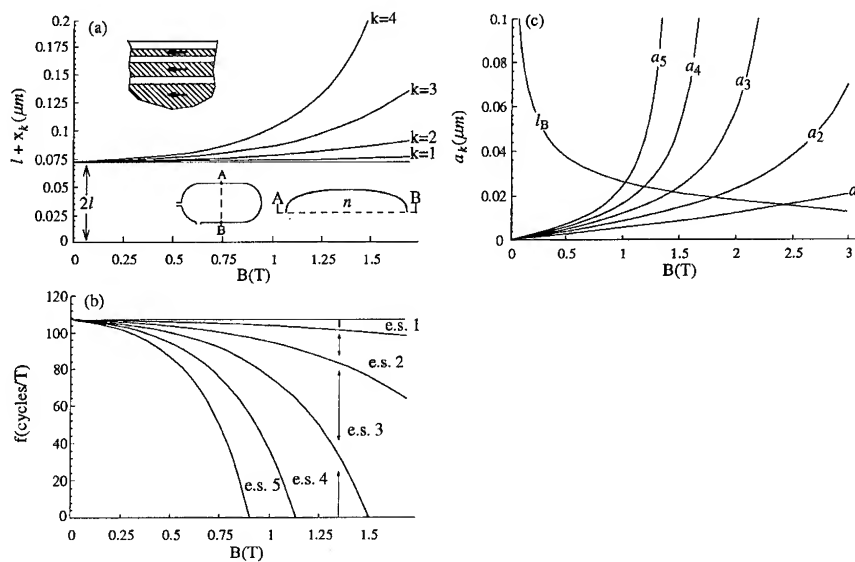 (a)
l + x_k (μm)
0.2
0.175
0.15
0.125
0.1
0.075
0.05
0.025
0
2l
k=4
k=3
k=2
k=1
A
B
A
n
B
0 0.25 0.5 0.75 1 1.25 1.5
B(T)
(b)
f(cycles/T)
120
100
80
60
40
20
0
e.s. 1
e.s. 2
e.s. 3
e.s. 4
e.s. 5
0 0.25 0.5 0.75 1 1.25 1.5
B(T)
(c)
a_k(μm)
0.1
0.08
0.06
0.04
0.02
0
l_B
a_5
a_4
a_3
a_2
a
0 0.5 1 1.5 2 2.5 3
B(T)